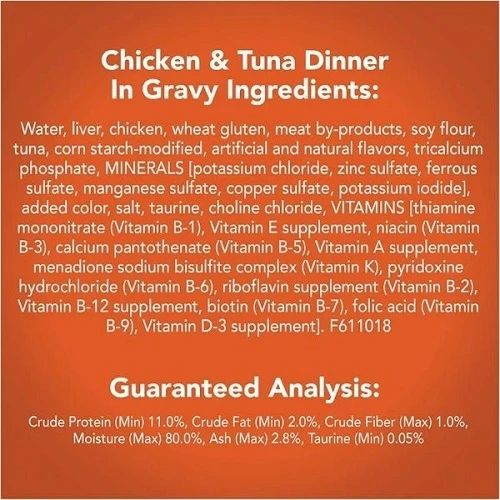 Chicken & Tuna Dinner
In Gravy Ingredients:
Water, liver, chicken, wheat gluten, meat by-products, soy flour,
tuna, corn starch-modified, artificial and natural flavors, tricalcium
phosphate, MINERALS [potassium chloride, zinc sulfate, ferrous
sulfate, manganese sulfate, copper sulfate, potassium iodide],
added color, salt, taurine, choline chloride, VITAMINS [thiamine
mononitrate (Vitamin B-1), Vitamin E supplement, niacin (Vitamin
B-3), calcium pantothenate (Vitamin B-5), Vitamin A supplement,
menadione sodium bisulfite complex (Vitamin K), pyridoxine
hydrochloride (Vitamin B-6), riboflavin supplement (Vitamin B-2),
Vitamin B-12 supplement, biotin (Vitamin B-7), folic acid (Vitamin
B-9), Vitamin D-3 supplement]. F611018
Guaranteed Analysis:
Crude Protein (Min) 11.0%, Crude Fat (Min) 2.0%, Crude Fiber (Max) 1.0%,
Moisture (Max) 80.0%, Ash (Max) 2.8%, Taurine (Min) 0.05%